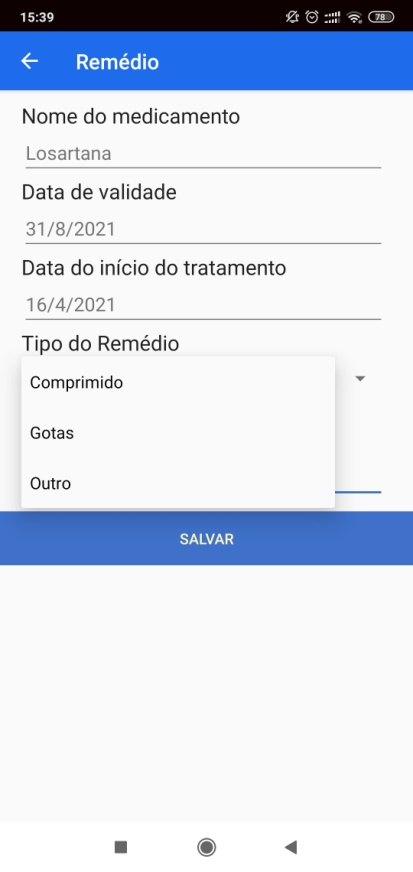 15:39
78
Remédio
Nome do medicamento
Losartana
Data de validade
31/8/2021
Data do início do tratamento
16/4/2021
Tipo do Remédio
Comprimido
Gotas
Outro
SALVAR